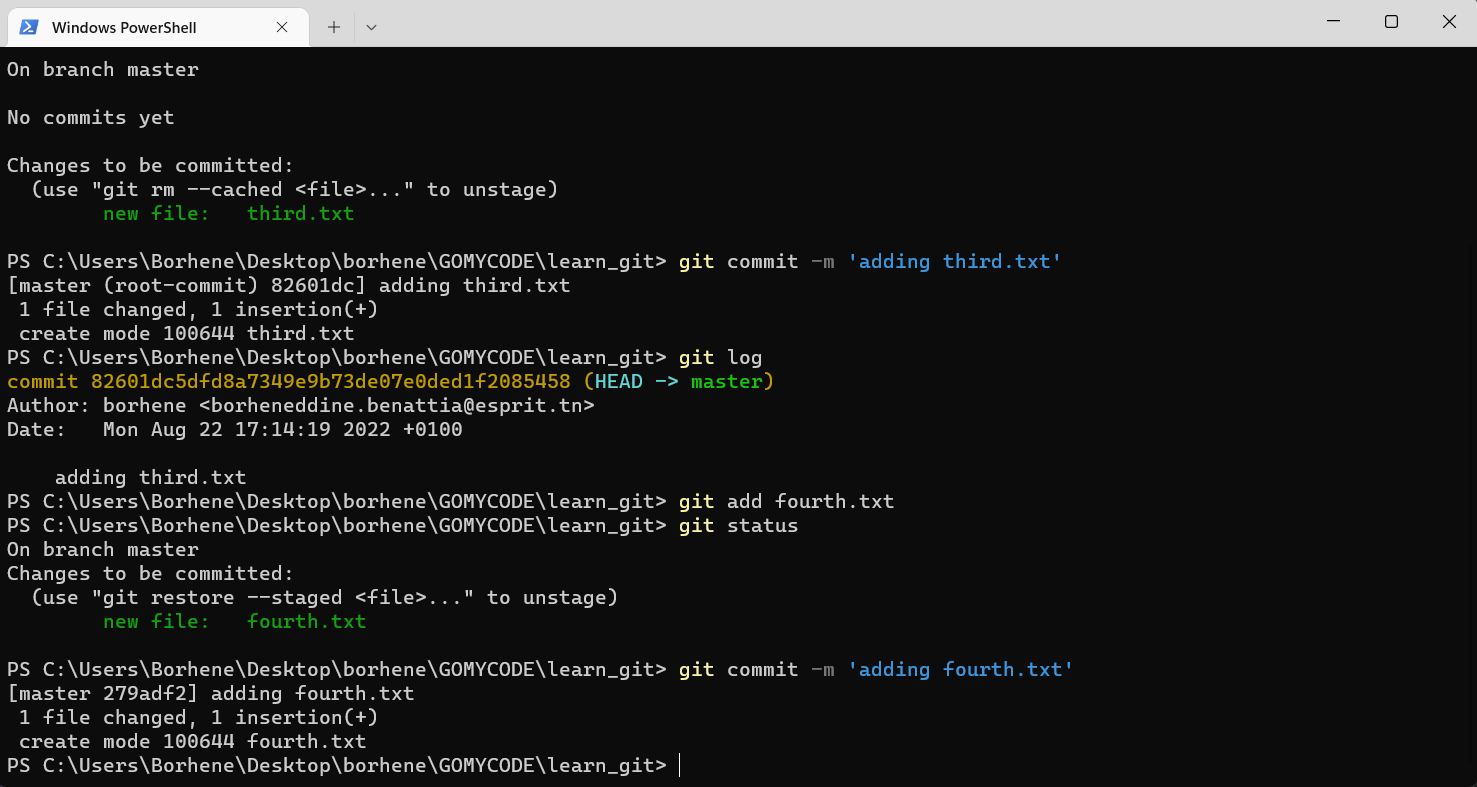 Windows PowerShell
On branch master
No commits yet
Changes to be committed:
  (use "git rm --cached <file>..." to unstage)
        new file:   third.txt
PS C:\Users\Borhene\Desktop\borhene\GOMYCODE\learn_git> git commit -m 'adding third.txt'
[master (root-commit) 82601dc] adding third.txt
 1 file changed, 1 insertion(+)
 create mode 100644 third.txt
PS C:\Users\Borhene\Desktop\borhene\GOMYCODE\learn_git> git log
commit 82601dc5dfd8a7349e9b73de07e0ded1f2085458 (HEAD -> master)
Author: borhene <borheneddine.benattia@esprit.tn>
Date:   Mon Aug 22 17:14:19 2022 +0100
    adding third.txt
PS C:\Users\Borhene\Desktop\borhene\GOMYCODE\learn_git> git add fourth.txt
PS C:\Users\Borhene\Desktop\borhene\GOMYCODE\learn_git> git status
On branch master
Changes to be committed:
  (use "git restore --staged <file>..." to unstage)
        new file:   fourth.txt
PS C:\Users\Borhene\Desktop\borhene\GOMYCODE\learn_git> git commit -m 'adding fourth.txt'
[master 279adf2] adding fourth.txt
 1 file changed, 1 insertion(+)
 create mode 100644 fourth.txt
PS C:\Users\Borhene\Desktop\borhene\GOMYCODE\learn_git>